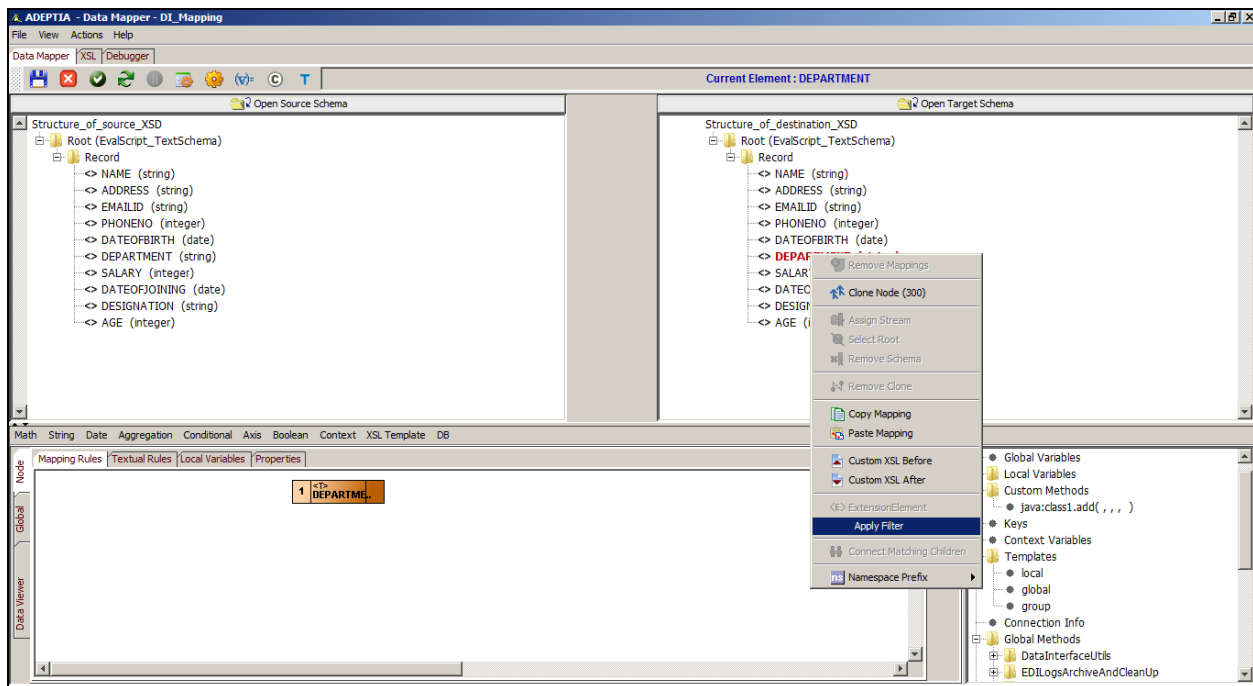 ADEPTIA - Data Mapper - DI_Mapping
File View Actions Help
Data Mapper XSL Debugger
(v)= C T Current Element : DEPARTMENT
Open Source Schema
Structure_of_source_XSD
Root (EvalScript_TextSchema)
Record
<> NAME (string)
<> ADDRESS (string)
<> EMAILID (string)
<> PHONENO (integer)
<> DATEOFBIRTH (date)
<> DEPARTMENT (string)
<> SALARY (integer)
<> DATEOFJOINING (date)
<> DESIGNATION (string)
<> AGE (integer)
Open Target Schema
Structure_of_destination_XSD
Root (EvalScript_TextSchema)
Record
<> NAME (string)
<> ADDRESS (string)
<> EMAILID (string)
<> PHONENO (integer)
<> DATEOFBIRTH (date)
<> DEPAR
<> SALAR
<> DATEO
<> DESIGN
<> AGE (i
Remove Mappings
Clone Node (300)
Assign Stream
Select Root
Remove Schema
Remove Clone
Copy Mapping
Paste Mapping
Custom XSL Before
Custom XSL After
<E> ExtensionElement
Apply Filter
Connect Matching Children
ns Namespace Prefix
Math String Date Aggregation Conditional Axis Boolean Context XSL Template DB
Node
Global
Data Viewer
Mapping Rules Textual Rules Local Variables Properties
1 <T> DEPARTME..
Global Variables
Local Variables
Custom Methods
java:class1.add( , , , )
Keys
Context Variables
Templates
local
global
group
Connection Info
Global Methods
DataInterfaceUtils
EDILogsArchiveAndCleanUp